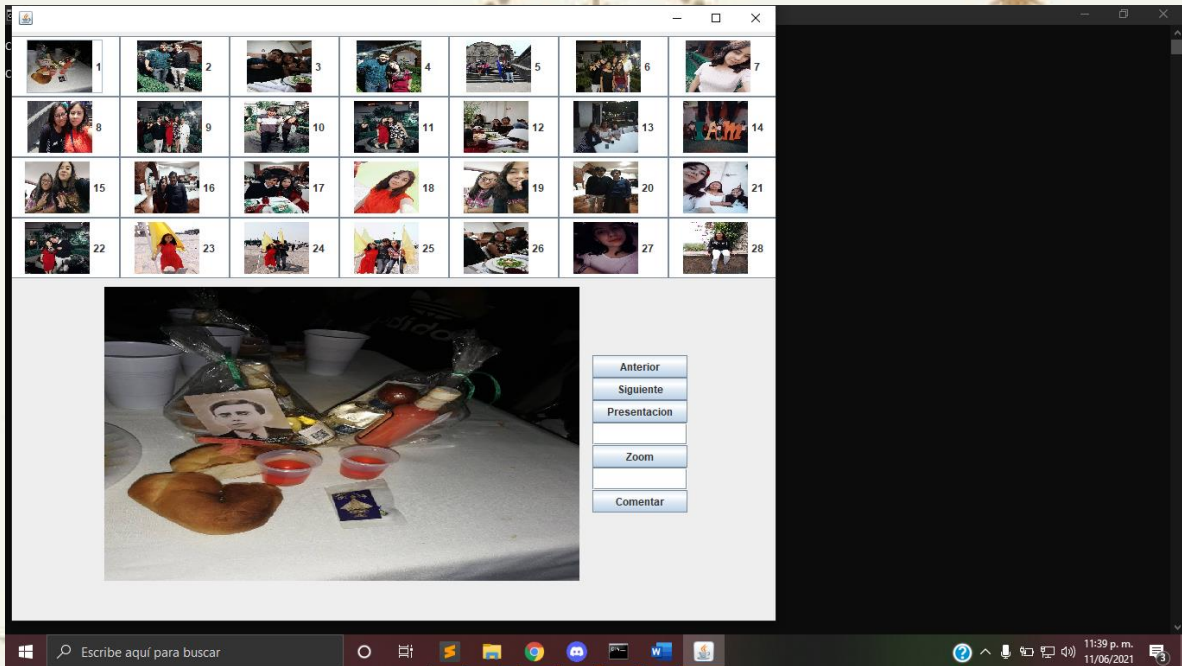 1 2 3 4 5 6 7
8 9 10 11 12 13 14
15 16 17 18 19 20 21
22 23 24 25 26 27 28
adidas
Anterior
Siguiente
Presentacion
Zoom
Comentar
Escribe aquí para buscar
11:39 p. m.
11/06/2021
3